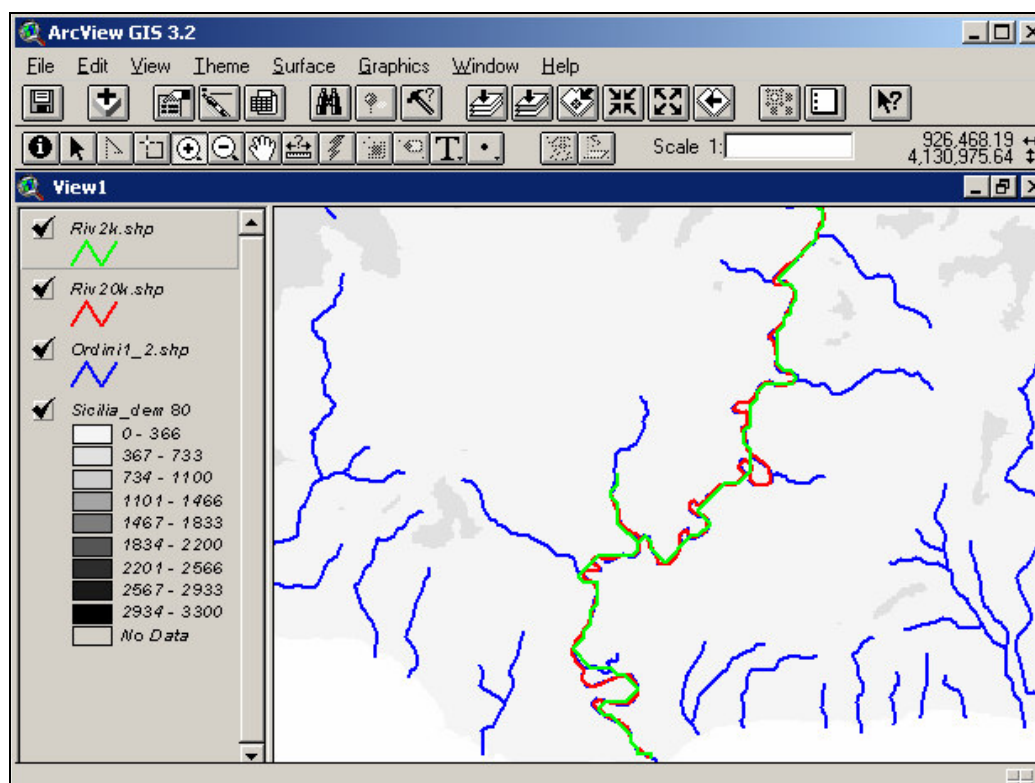 ArcView GIS 3.2
File Edit View Theme Surface Graphics Window Help
Scale 1:
926,468.19
4,130,975.64
View1
Riv2k.shp
Riv20k.shp
Ordini1_2.shp
Sicilia_dem 80
0 - 366
367 - 733
734 - 1100
1101 - 1466
1467 - 1833
1834 - 2200
2201 - 2566
2567 - 2933
2934 - 3300
No Data